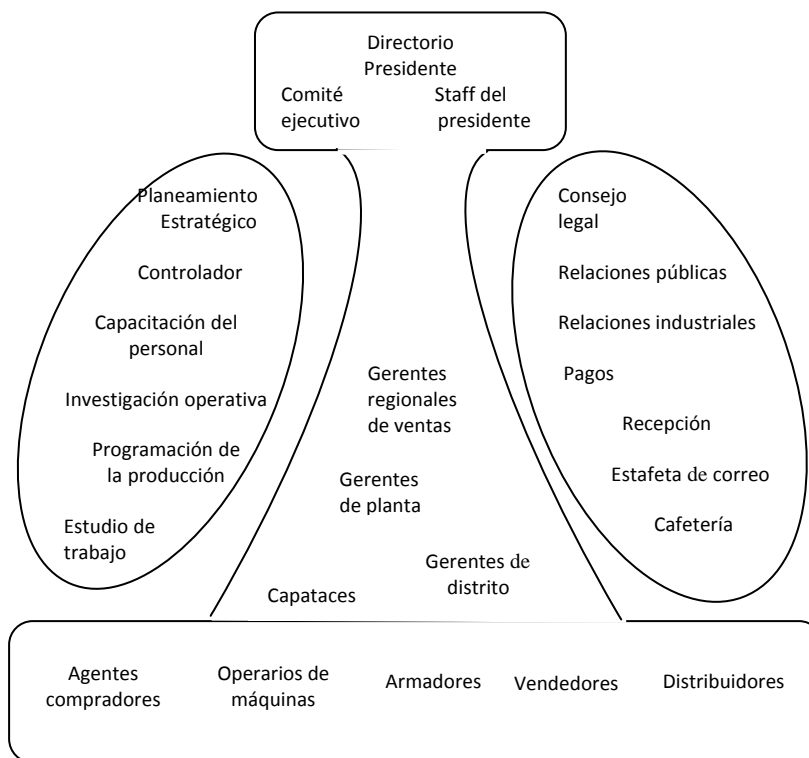 Directorio
Presidente
Comité
ejecutivo
Staff del
presidente
Planeamiento
Estratégico
Controlador
Capacitación del
personal
Investigación operativa
Programación de
la producción
Estudio de
trabajo
Gerentes
regionales
de ventas
Gerentes
de planta
Gerentes de
distrito
Capataces
Consejo
legal
Relaciones públicas
Relaciones industriales
Pagos
Recepción
Estafeta de correo
Cafetería
Agentes
compradores
Operarios de
máquinas
Armadores
Vendedores
Distribuidores